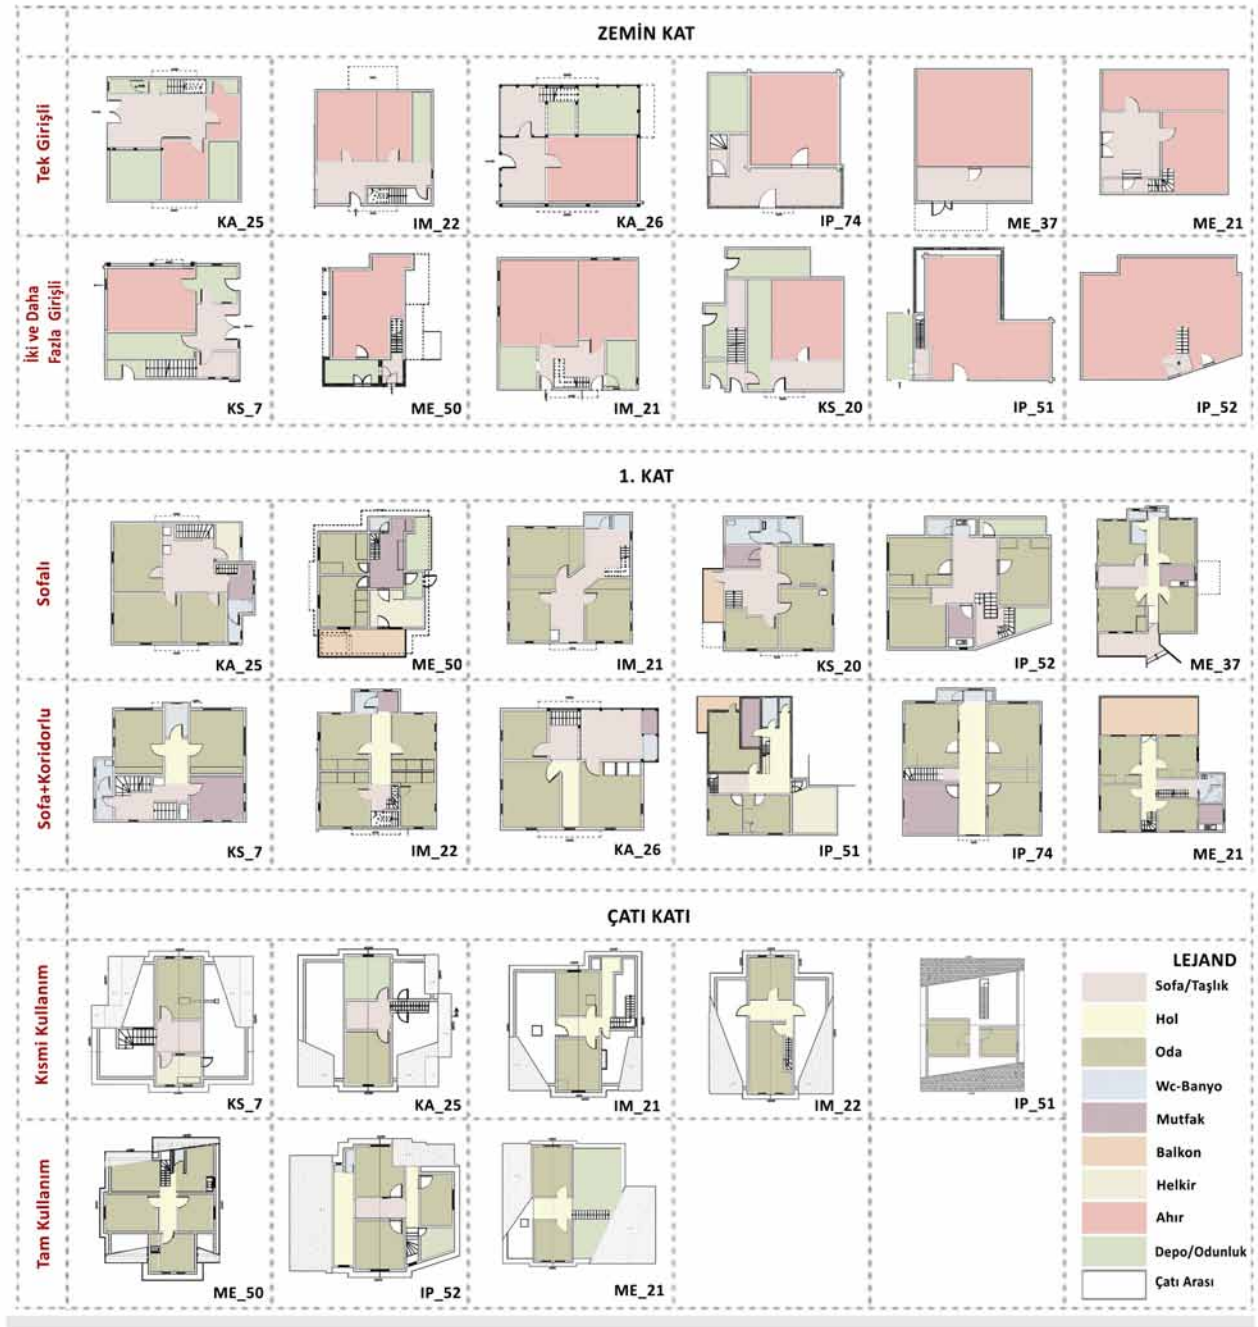 ZEMİN KAT
Tek Girişli
KA_25
IM_22
KA_26
IP_74
ME_37
ME_21
İki ve Daha
Fazla Girişli
KS_7
ME_50
IM_21
KS_20
IP_51
IP_52
1. KAT
Sofalı
KA_25
ME_50
IM_21
KS_20
IP_52
ME_37
Sofa+Koridorlu
KS_7
IM_22
KA_26
IP_51
IP_74
ME_21
ÇATI KATI
Kısmi Kullanım
KS_7
KA_25
IM_21
IM_22
IP_51
Tam Kullanım
ME_50
IP_52
ME_21
LEJAND
Sofa/Taşlık
Hol
Oda
Wc-Banyo
Mutfak
Balkon
Helkir
Ahır
Depo/Odunluk
Çatı Arası